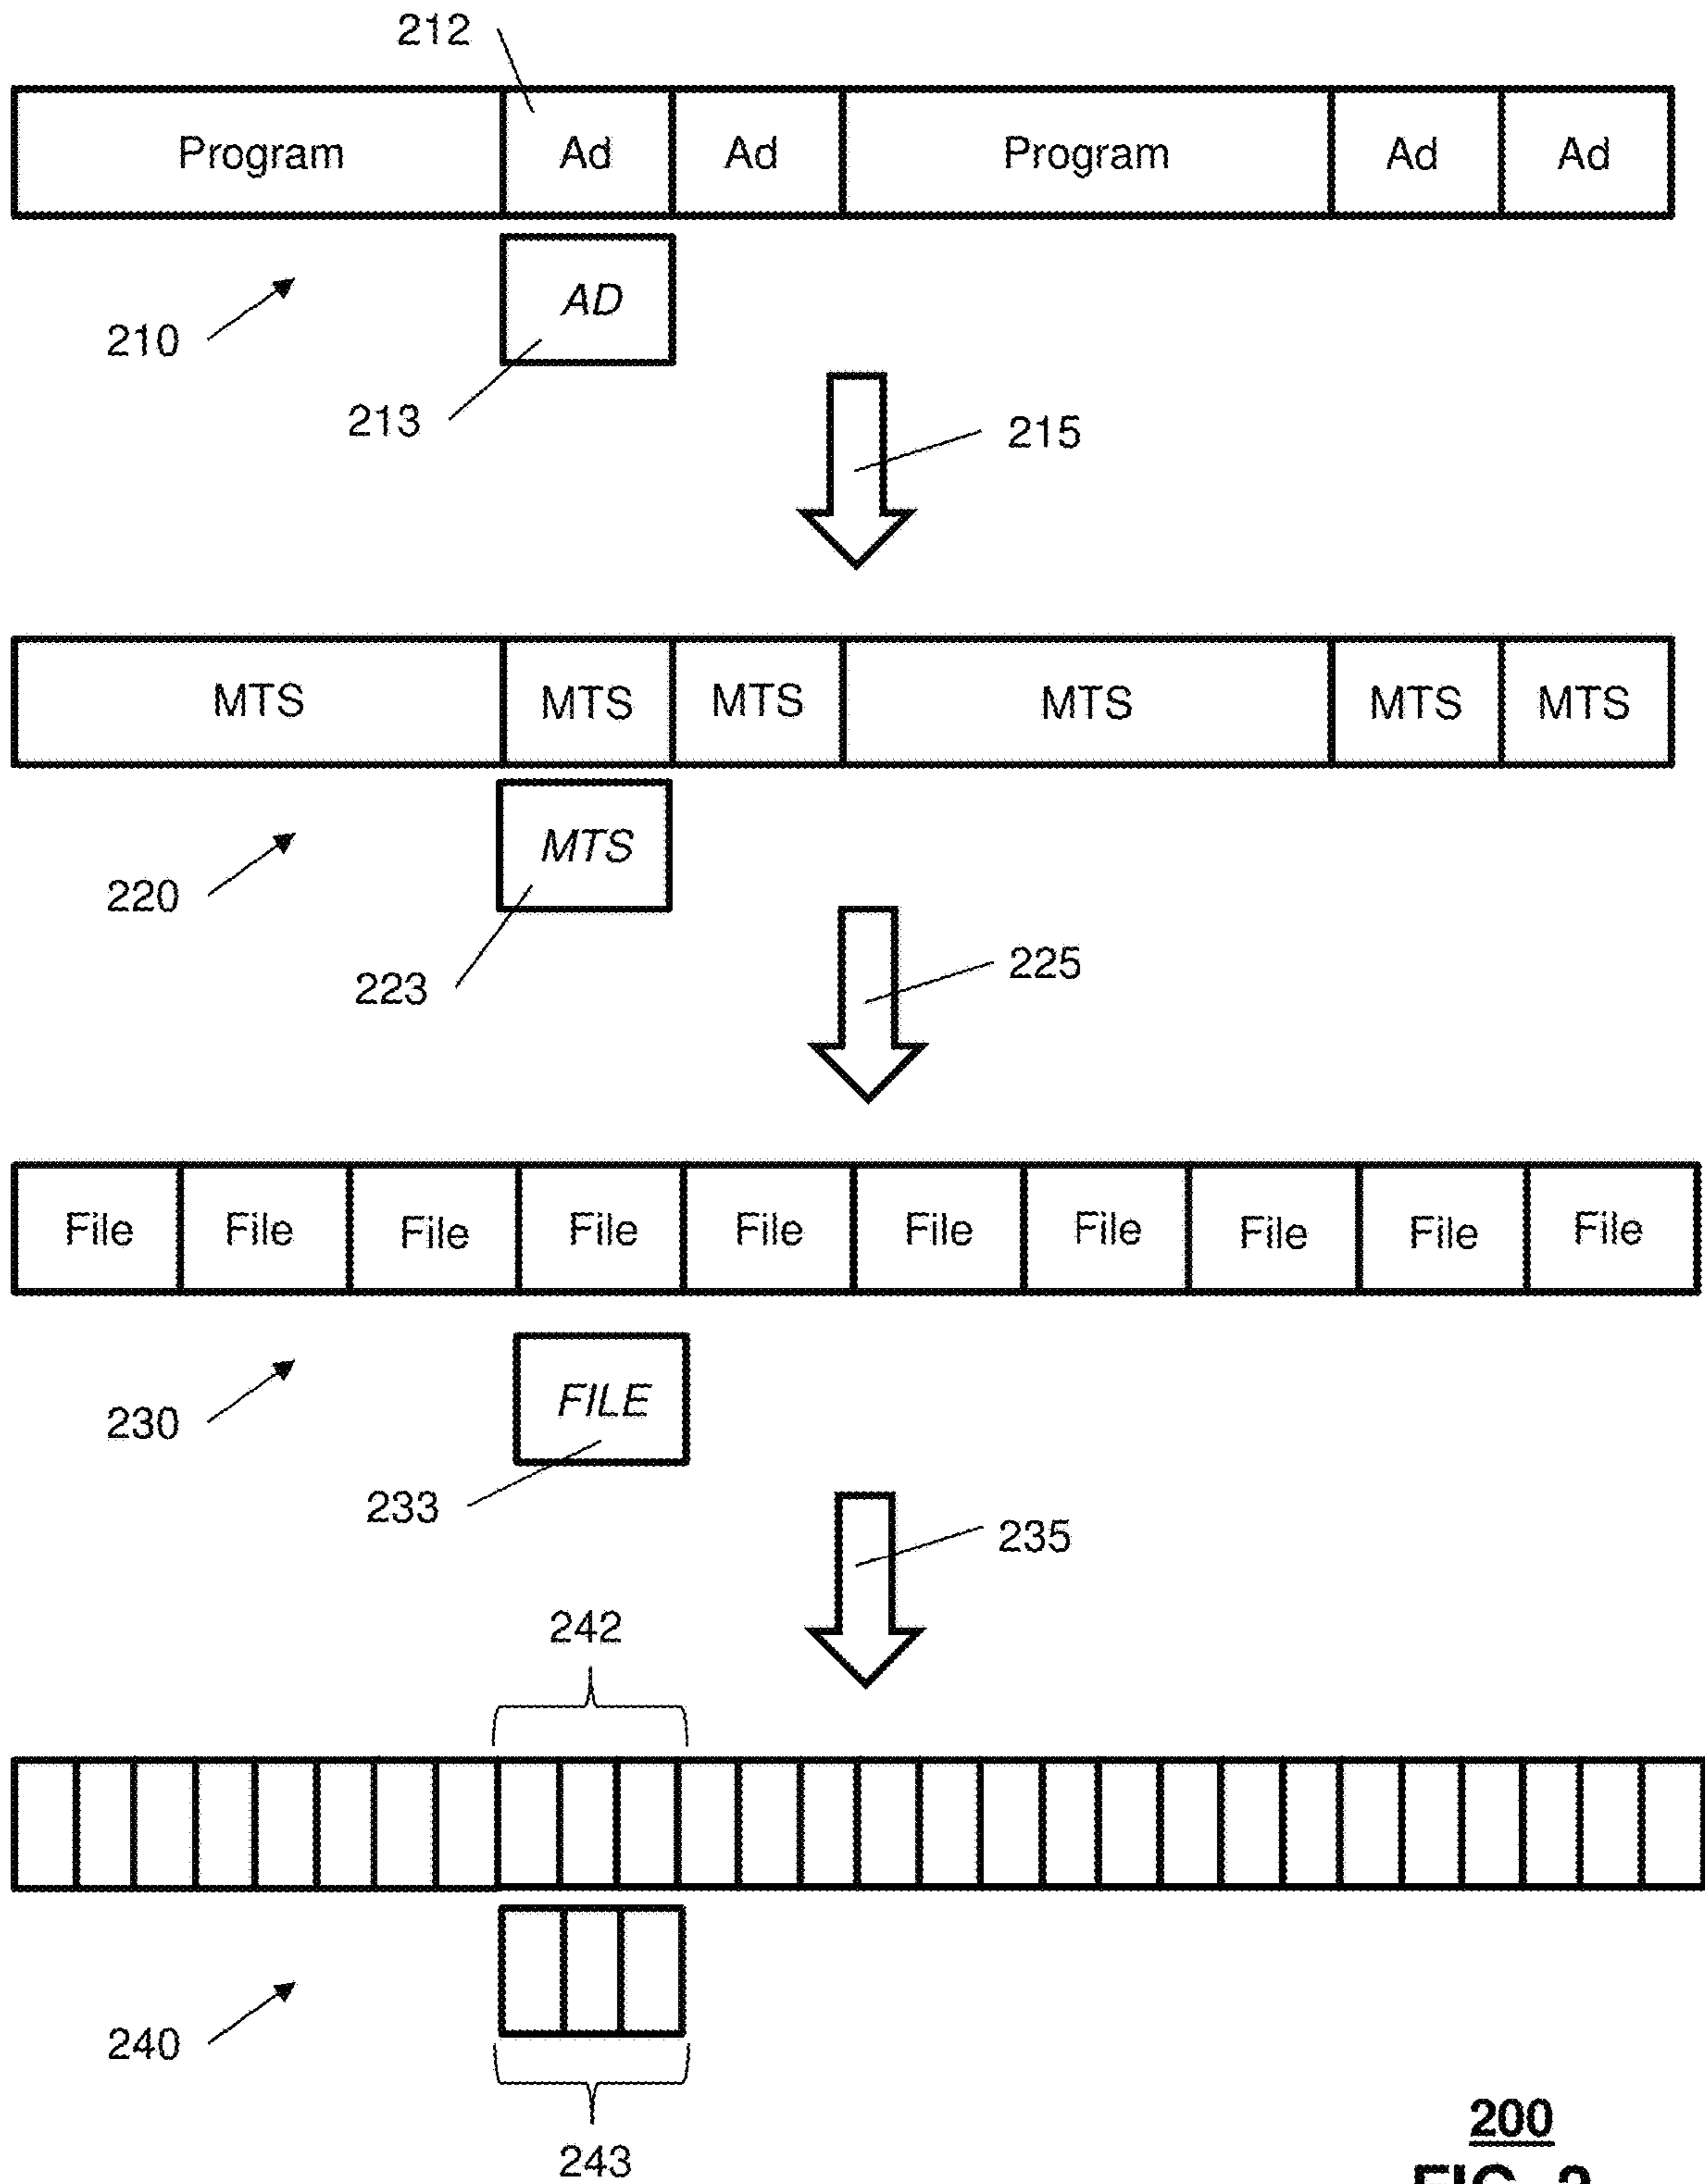 212
Program Ad Ad Program Ad Ad
AD
210
213
215
MTS MTS MTS MTS MTS MTS
MTS
220
223
225
File File File File File File File File File File
FILE
230
233
235
242
240
243
200
FIG. 2